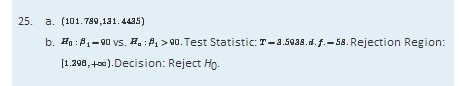 25. a. (101.789,131.4435)
b. H₀ : β₁ – 90 vs. Hₐ : β₁ > 90. Test Statistic: T – 3.5938. d. f. – 58. Rejection Region:
[1.296,+∞). Decision: Reject H₀.